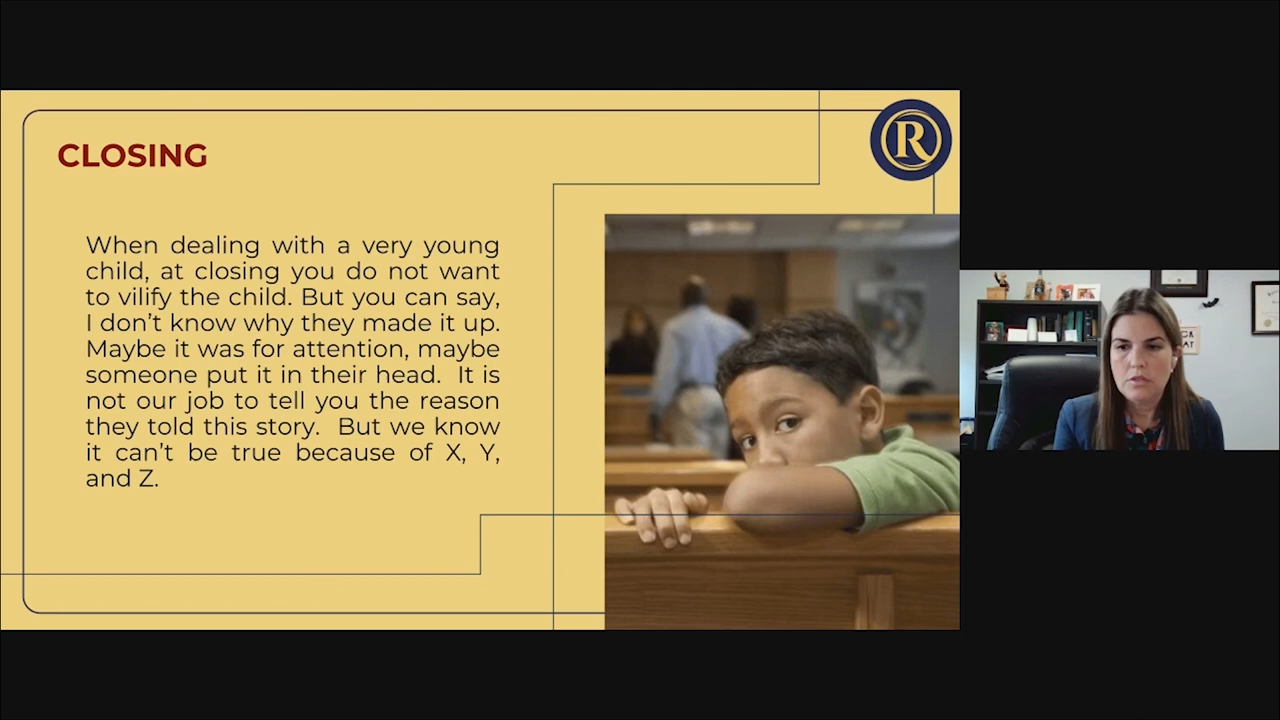 CLOSING
R
When dealing with a very young
child, at closing you do not want
to vilify the child. But you can say,
I don’t know why they made it up.
Maybe it was for attention, maybe
someone put it in their head.  It is
not our job to tell you the reason
they told this story.  But we know
it can’t be true because of X, Y,
and Z.